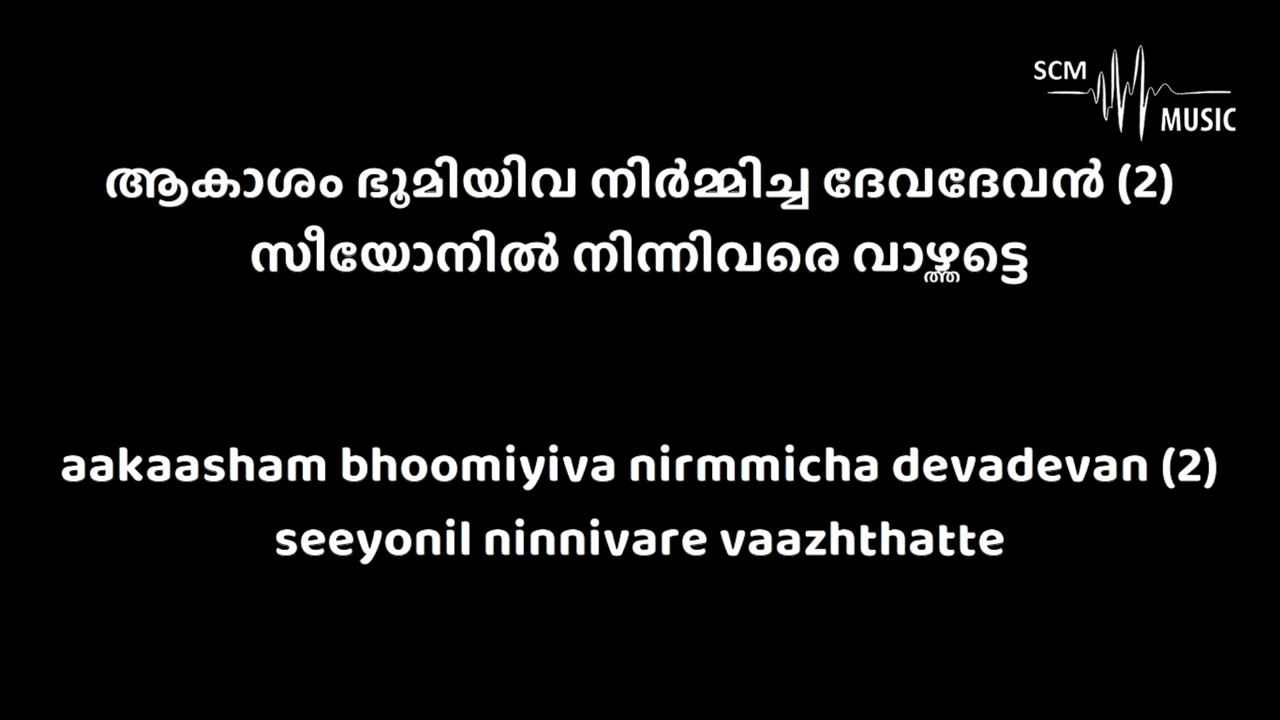 SCM
MUSIC
ആകാശം ഭൂമിയിവ നിർമ്മിച്ച ദേവദേവൻ (2)
സീയോനിൽ നിന്നിവരെ വാഴ്ത്തട്ടെ
aakaasham bhoomiyiva nirmmicha devadevan (2)
seeyonil ninnivare vaazhthatte